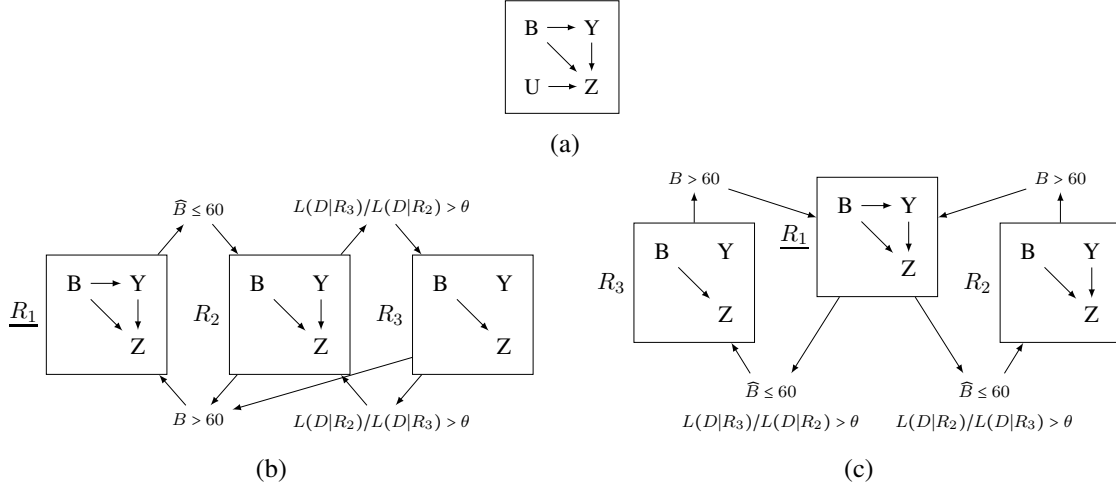 B Y
U Z
(a)
B̂ ≤ 60
L(D|R₃)/L(D|R₂) > θ
R₁
B Y
Z
R₂
B Y
Z
R₃
B Y
Z
B > 60
L(D|R₂)/L(D|R₃) > θ
(b)
B > 60
B > 60
R₁
B Y
Z
R₃
B Y
Z
R₂
B Y
Z
B̂ ≤ 60
L(D|R₃)/L(D|R₂) > θ
B̂ ≤ 60
L(D|R₂)/L(D|R₃) > θ
(c)